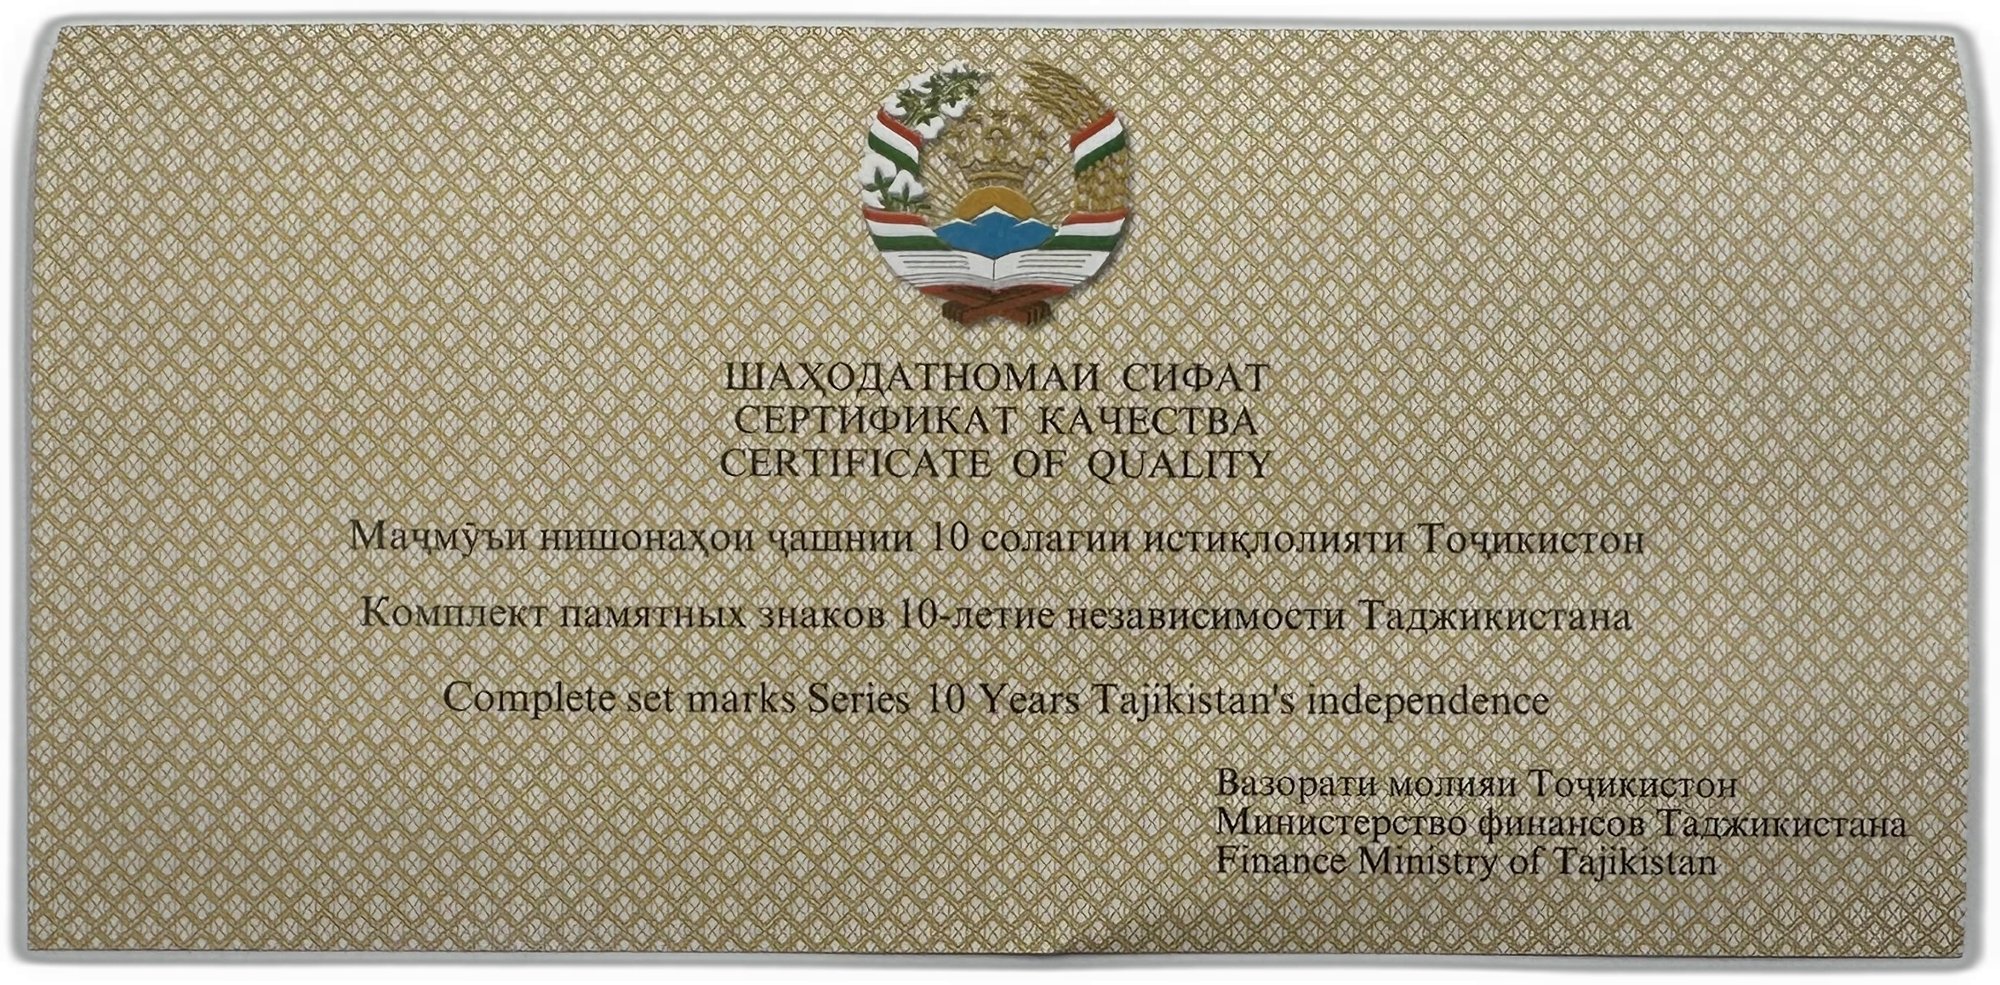 ШАҲОДАТНОМАИ СИФАТ
СЕРТИФИКАТ КАЧЕСТВА
CERTIFICATE OF QUALITY
Маҷмӯъи нишонаҳои ҷашнии 10 солагии истиқлолияти Тоҷикистон
Комплект памятных знаков 10-летие независимости Таджикистана
Complete set marks Series 10 Years Tajikistan's independence
Вазорати молияи Тоҷикистон
Министерство финансов Таджикистана
Finance Ministry of Tajikistan